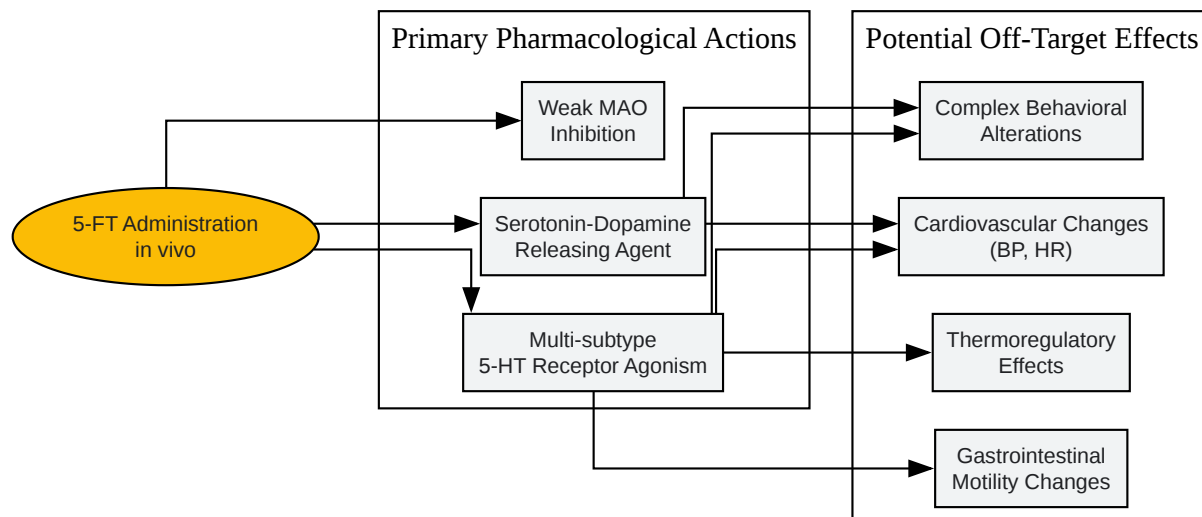 Primary Pharmacological Actions
Potential Off-Target Effects
5-FT Administration
in vivo
Weak MAO
Inhibition
Serotonin-Dopamine
Releasing Agent
Multi-subtype
5-HT Receptor Agonism
Complex Behavioral
Alterations
Cardiovascular Changes
(BP, HR)
Thermoregulatory
Effects
Gastrointestinal
Motility Changes